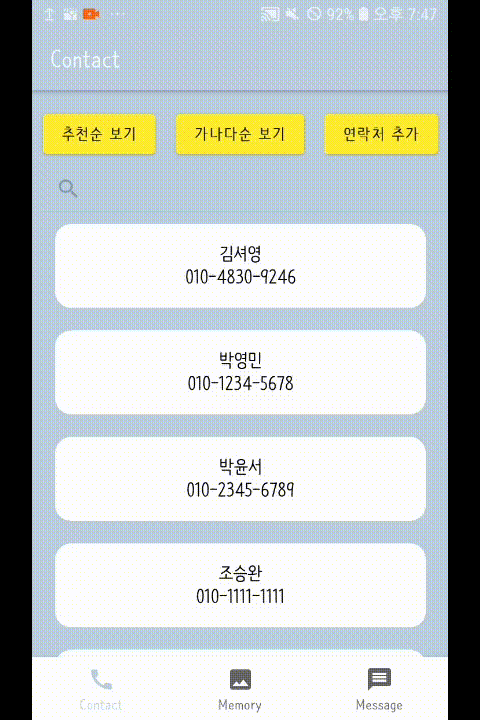 92% 오후 7:47
Contact
추천순 보기
가나다순 보기
연락처 추가
김서영
010-4830-9246
박영민
010-1234-5678
박윤서
010-2345-6789
조승완
010-1111-1111
Contact
Memory
Message